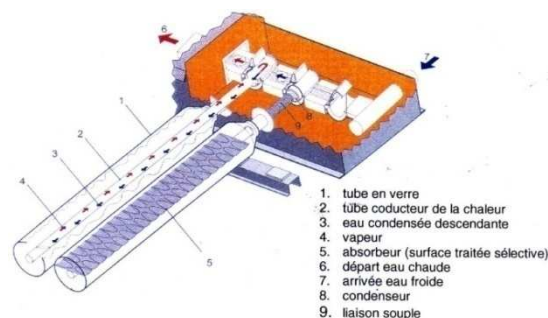 6
7
1
2
3
4
5
8
9
1. tube en verre
2. tube coducteur de la chaleur
3. eau condensée descendante
4. vapeur
5. absorbeur (surface traitée sélective)
6. départ eau chaude
7. arrivée eau froide
8. condenseur
9. liaison souple